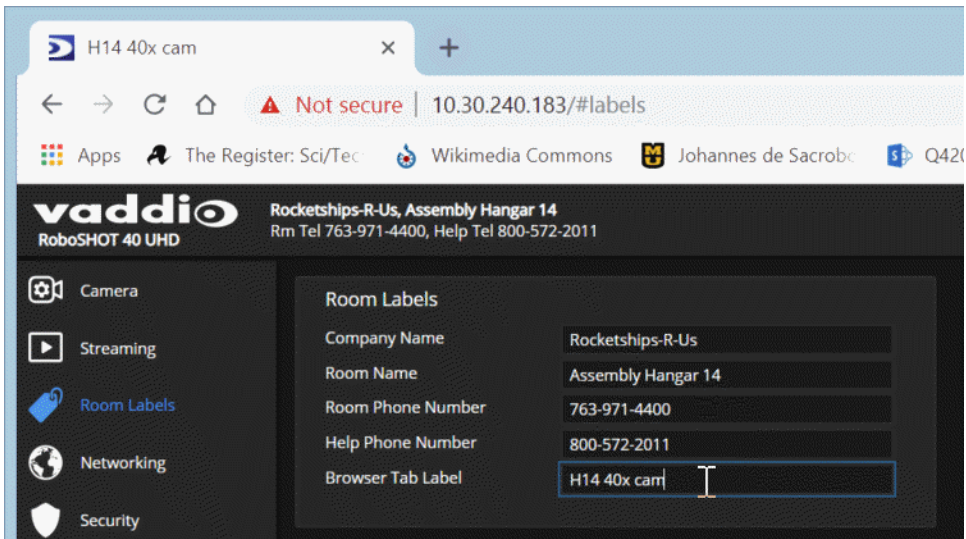 H14 40x cam
Not secure | 10.30.240.183/#labels
Apps The Register: Sci/Tec Wikimedia Commons Johannes de Sacrobo Q420
vaddio
RoboSHOT 40 UHD
Rocketships-R-Us, Assembly Hangar 14
Rm Tel 763-971-4400, Help Tel 800-572-2011
Camera
Streaming
Room Labels
Networking
Security
Room Labels
Company Name Rocketships-R-Us
Room Name Assembly Hangar 14
Room Phone Number 763-971-4400
Help Phone Number 800-572-2011
Browser Tab Label H14 40x cam